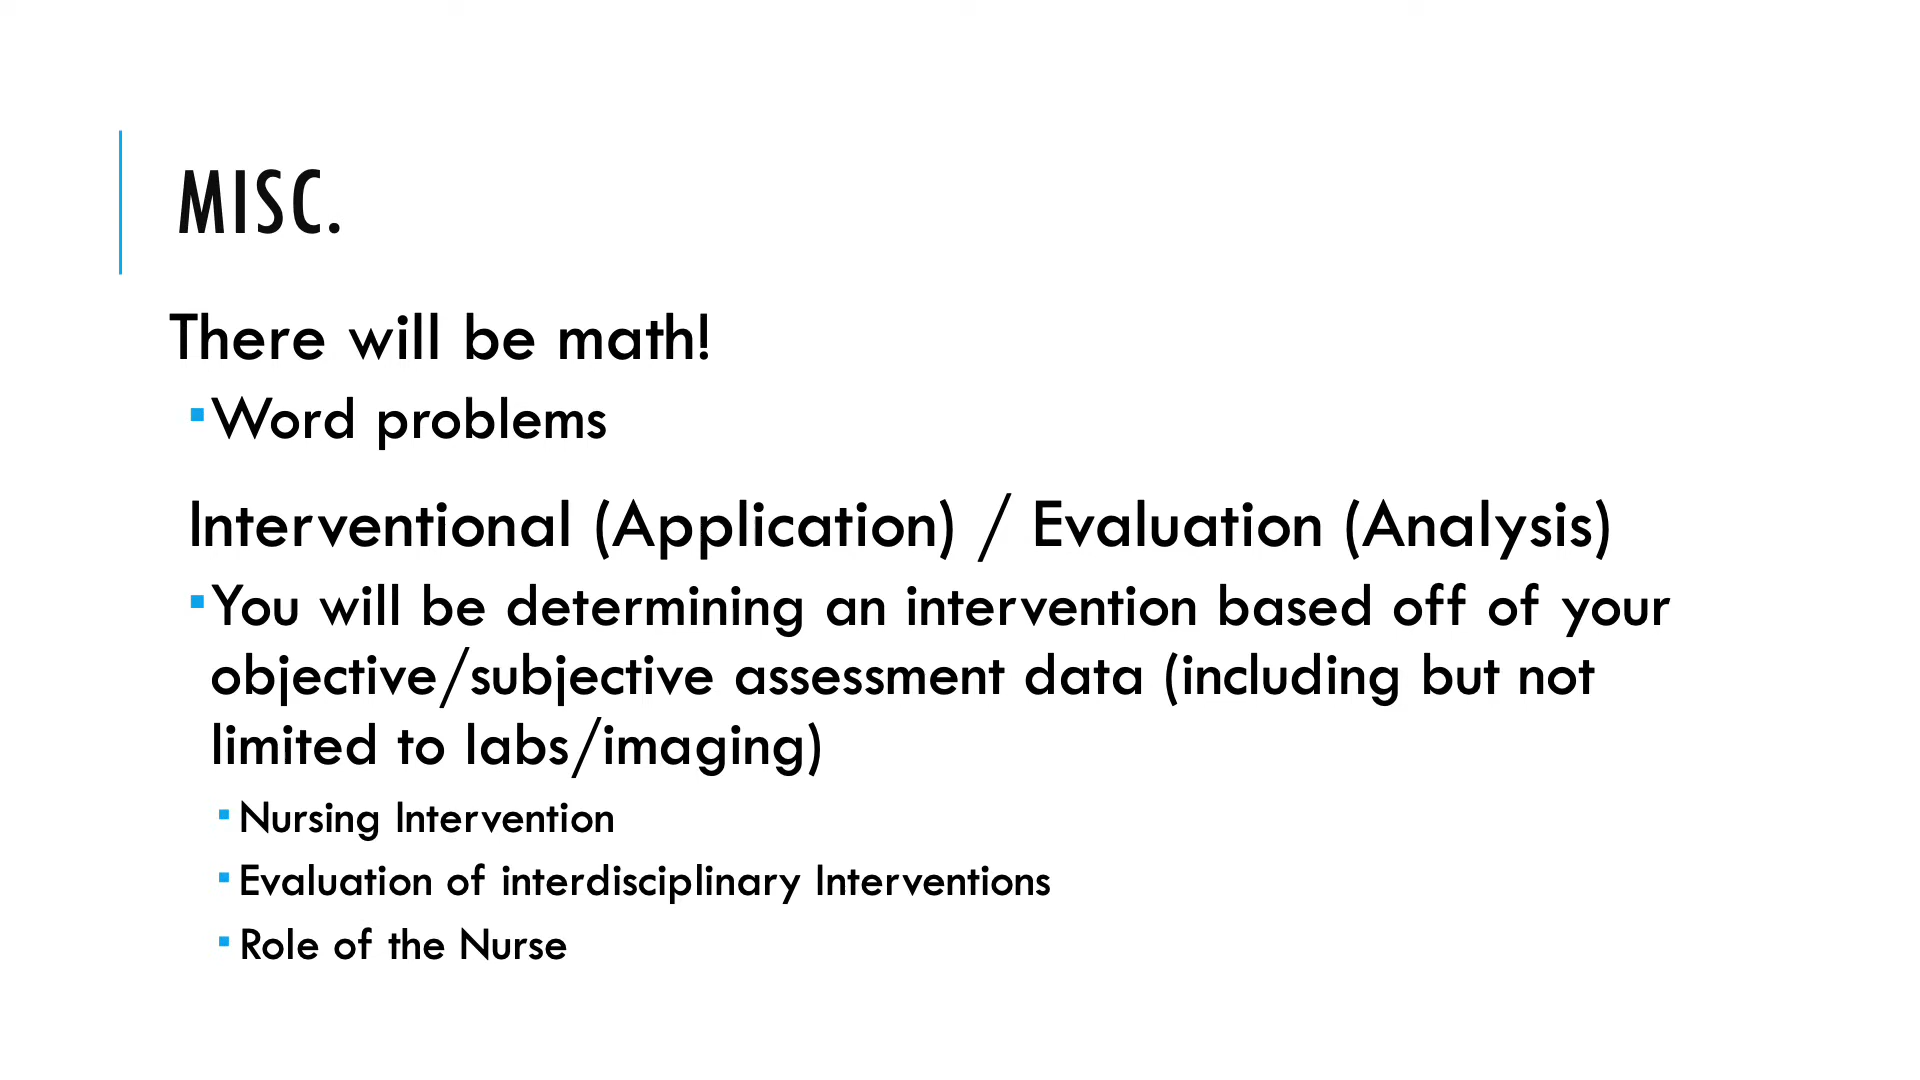 MISC.
There will be math!
▪Word problems
Interventional (Application) / Evaluation (Analysis)
▪You will be determining an intervention based off of your
objective/subjective assessment data (including but not
limited to labs/imaging)
▪Nursing Intervention
▪Evaluation of interdisciplinary Interventions
▪Role of the Nurse